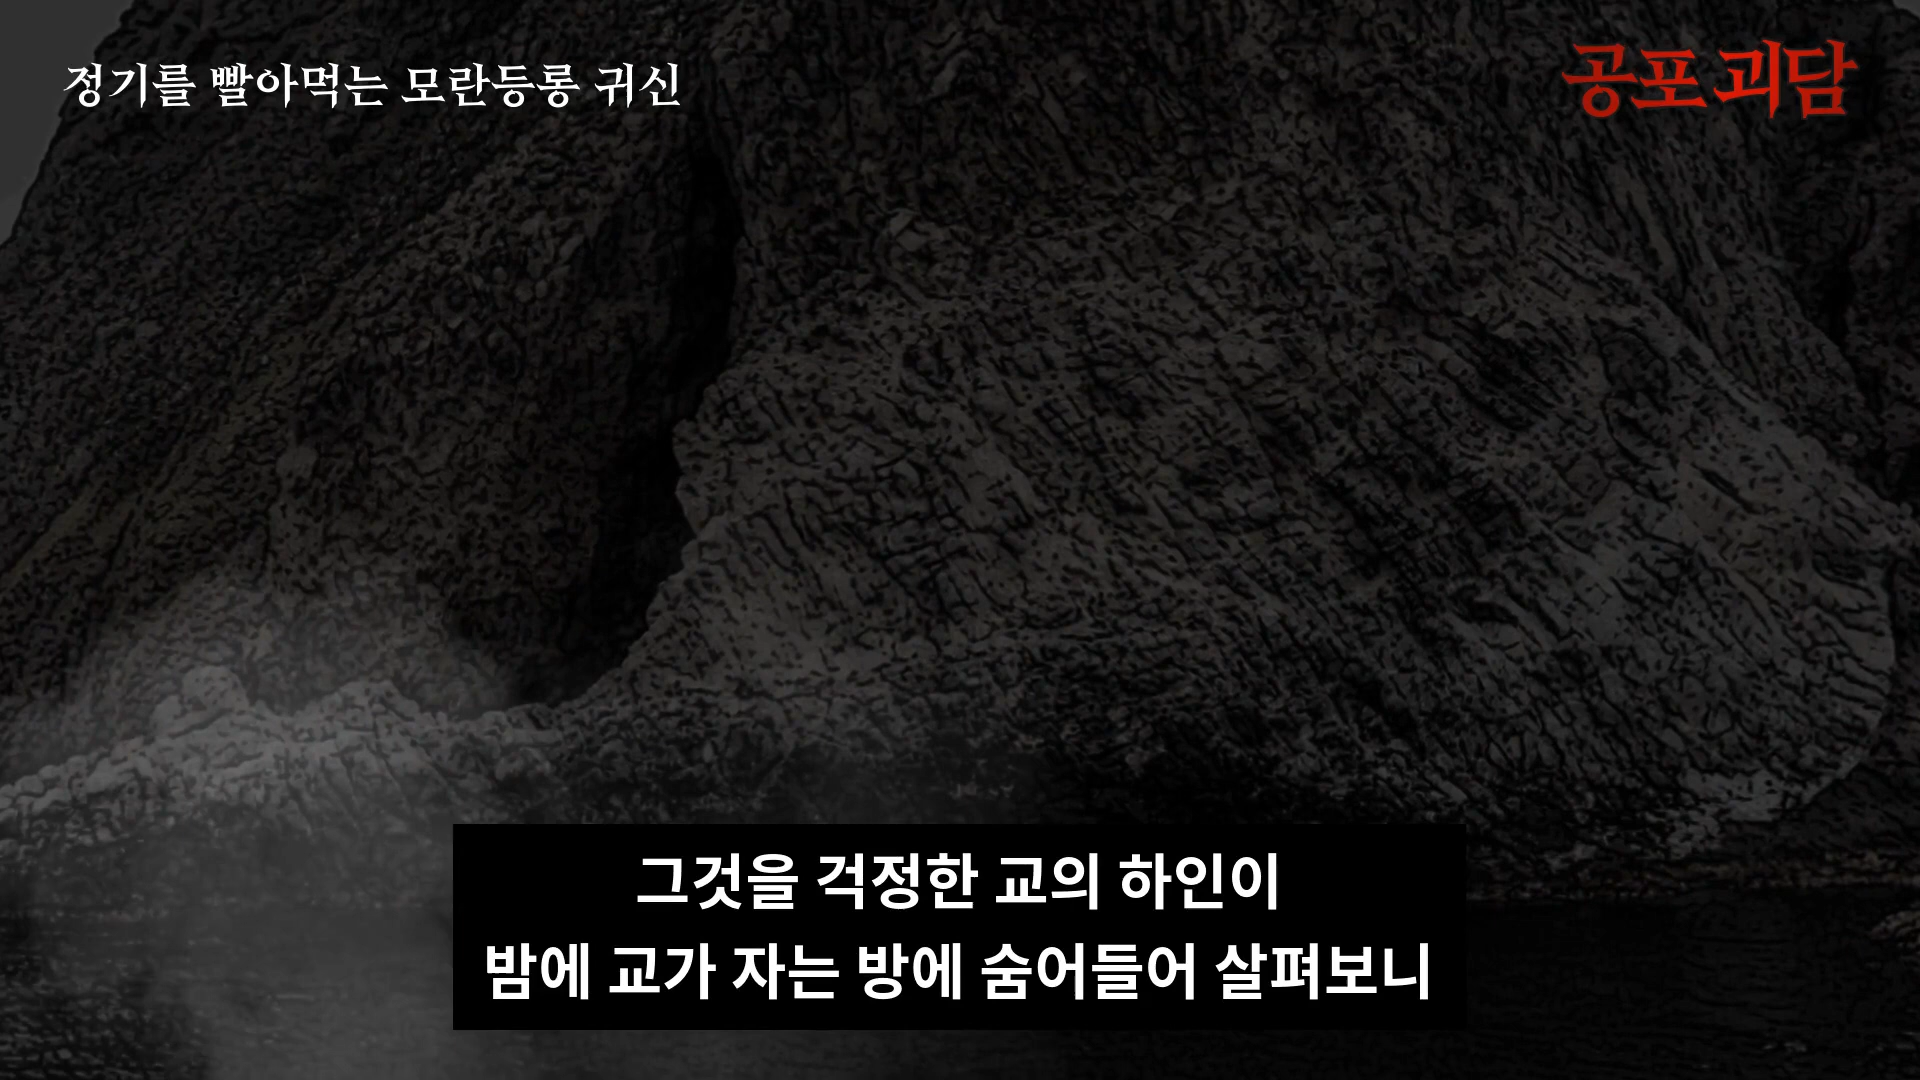 정기를 빨아먹는 모란등롱 귀신
공포 괴담
그것을 걱정한 교의 하인이
밤에 교가 자는 방에 숨어들어 살펴보니